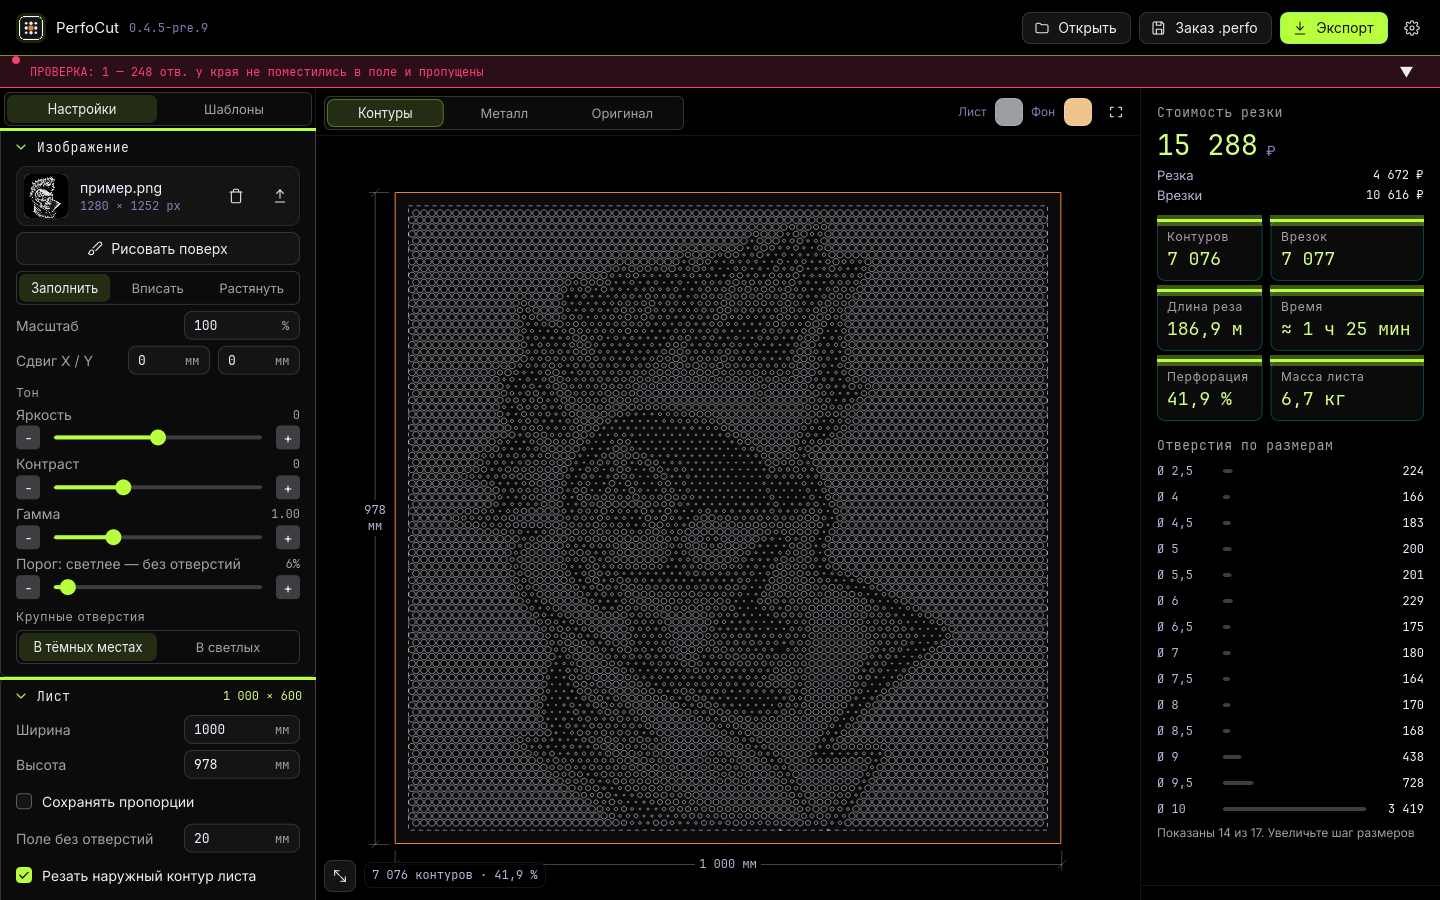 PerfoCut 0.4.5-pre.9
Открыть
Заказ .perfo
Экспорт
ПРОВЕРКА: 1 — 248 отв. у края не поместились в поле и пропущены
Настройки
Шаблоны
Изображение
пример.png
1280 × 1252 px
Рисовать поверх
Заполнить
Вписать
Растянуть
Масштаб 100 %
Сдвиг X / Y 0 мм 0 мм
Тон
Яркость 0
- +
Контраст 0
- +
Гамма 1.00
- +
Порог: светлее — без отверстий 6%
- +
Крупные отверстия
В тёмных местах
В светлых
Лист 1 000 × 600
Ширина 1000 мм
Высота 978 мм
Сохранять пропорции
Поле без отверстий 20 мм
Резать наружный контур листа
Контуры
Металл
Оригинал
Лист
Фон
978
мм
1 000 мм
7 076 контуров · 41,9 %
Стоимость резки
15 288 ₽
Резка 4 672 ₽
Врезки 10 616 ₽
Контуров
7 076
Врезок
7 077
Длина реза
186,9 м
Время
≈ 1 ч 25 мин
Перфорация
41,9 %
Масса листа
6,7 кг
Отверстия по размерам
Ø 2,5 224
Ø 4 166
Ø 4,5 183
Ø 5 200
Ø 5,5 201
Ø 6 229
Ø 6,5 175
Ø 7 180
Ø 7,5 164
Ø 8 170
Ø 8,5 168
Ø 9 438
Ø 9,5 728
Ø 10 3 419
Показаны 14 из 17. Увеличьте шаг размеров